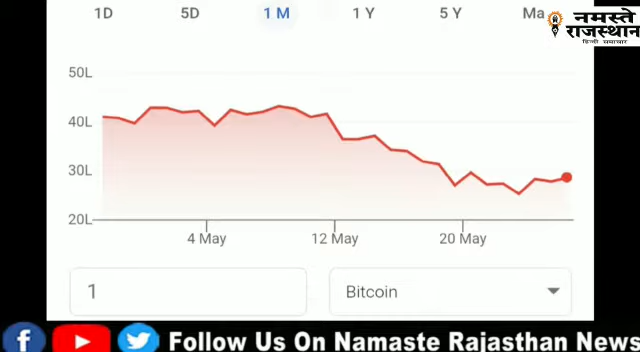 1D 5D 1 M 1 Y 5 Y Ma
नमस्ते
राजस्थान
हिन्दी समाचार
50L
40L
30L
20L
4 May 12 May 20 May
1 Bitcoin
Follow Us On Namaste Rajasthan News